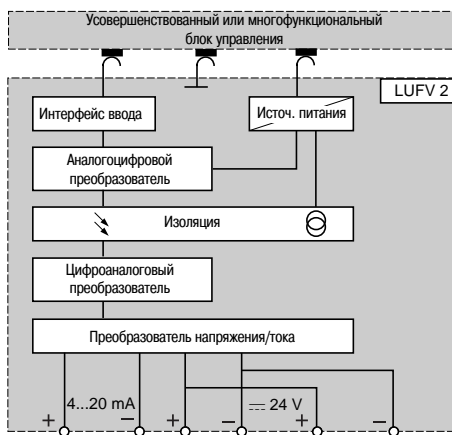 Усовершенствованный или многофункциональный
блок управления
LUFV 2
Интерфейс ввода
Источ. питания
Аналогоцифровой
преобразователь
Изоляция
Цифроаналоговый
преобразователь
Преобразователь напряжения/тока
4...20 mA
24 V
+ − + − + −